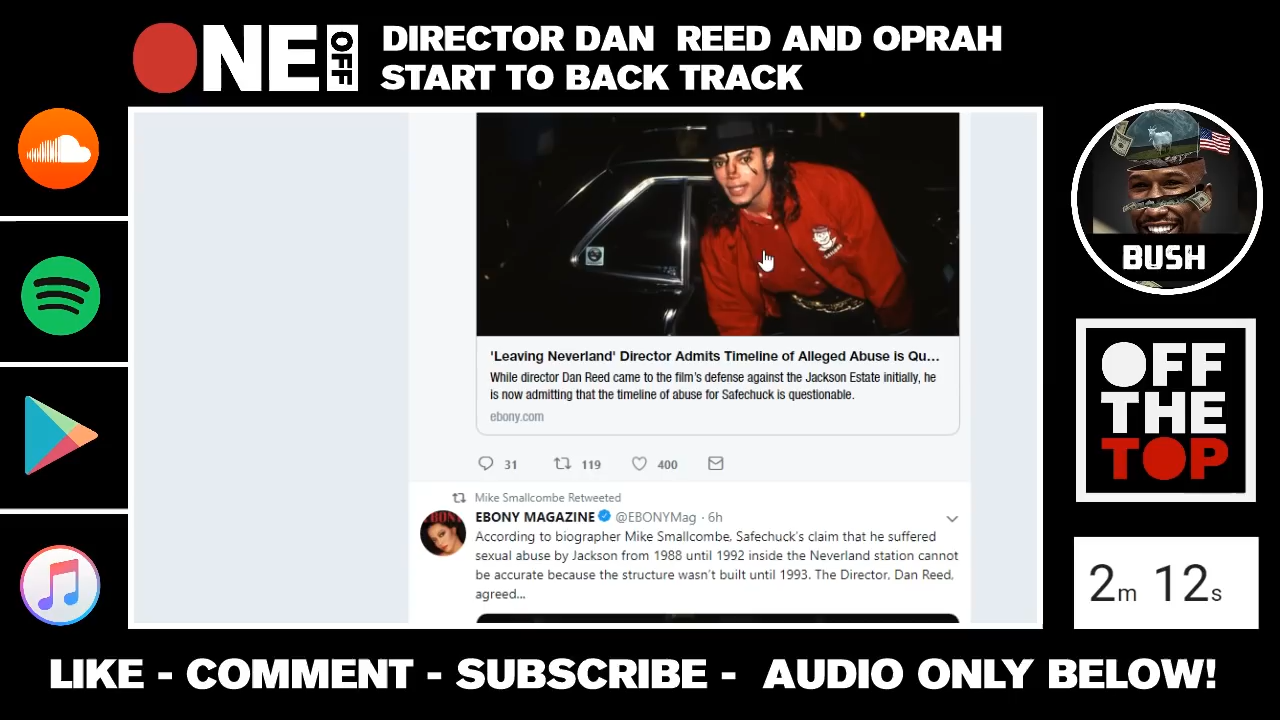 ONE OFF
DIRECTOR DAN REED AND OPRAH
START TO BACK TRACK
'Leaving Neverland' Director Admits Timeline of Alleged Abuse is Qu...
While director Dan Reed came to the film's defense against the Jackson Estate initially, he
is now admitting that the timeline of abuse for Safechuck is questionable.
ebony.com
31 119 400
Mike Smallcombe Retweeted
EBONY MAGAZINE @EBONYMag · 6h
According to biographer Mike Smallcombe, Safechuck's claim that he suffered
sexual abuse by Jackson from 1988 until 1992 inside the Neverland station cannot
be accurate because the structure wasn't built until 1993. The Director, Dan Reed,
agreed...
EBONY
BUSH
OFF
THE
TOP
2m 12s
LIKE - COMMENT - SUBSCRIBE - AUDIO ONLY BELOW!